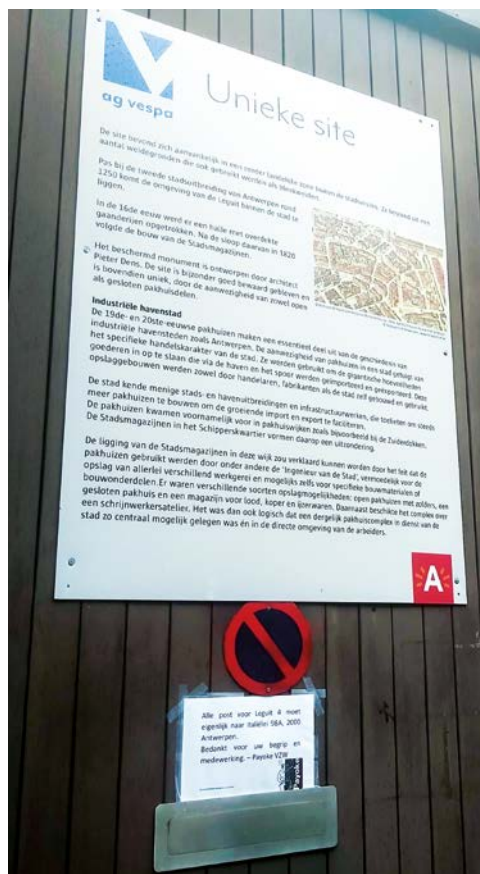 ag vespa
Unieke site
De site bevond zich aanvankelijk in een eerder landelijke zone buiten de stadsmuren. Ze bestond uit een
aantal weidegronden die ook gebruikt werden als bleekvelden.
Pas bij de tweede stadsuitbreiding van Antwerpen rond
1250 komt de omgeving van de Leguit binnen de stad te
liggen.
In de 16de eeuw werd er een halle met overdekte
gaanderijen opgetrokken. Na de sloop daarvan in 1820
volgde de bouw van de Stadsmagazijnen.
Het beschermd monument is ontworpen door architect
Pieter Dens. De site is bijzonder goed bewaard gebleven en
is bovendien uniek, door de aanwezigheid van zowel open
als gesloten pakhuisdelen.
Industriële havenstad
De 19de- en 20ste-eeuwse pakhuizen maken een essentieel deel uit van de geschiedenis van
industriële havensteden zoals Antwerpen. De aanwezigheid van pakhuizen in een stad getuigt van
het specifieke handelskarakter van de stad. Ze werden gebruikt om de gigantische hoeveelheden
goederen in op te slaan die via de haven en het spoor werden geïmporteerd en geëxporteerd. Deze
opslaggebouwen werden zowel door handelaren, fabrikanten als de stad zelf gebouwd en gebruikt.
De stad kende menige stads- en havenuitbreidingen en infrastructuurwerken, die toelieten om steeds
meer pakhuizen te bouwen om de groeiende import en export te faciliteren.
De pakhuizen kwamen voornamelijk voor in pakhuiswijken zoals bijvoorbeeld bij de Zuiderdokken.
De Stadsmagazijnen in het Schipperskwartier vormen daarop een uitzondering.
De ligging van de Stadsmagazijnen in deze wijk zou verklaard kunnen worden door het feit dat de
pakhuizen gebruikt werden door onder andere de 'Ingenieur van de Stad', vermoedelijk voor de
opslag van allerlei verschillend werkgerei en mogelijks zelfs voor specifieke bouwmaterialen of
bouwonderdelen. Er waren verschillende soorten opslagmogelijkheden: open pakhuizen met zolders, een
gesloten pakhuis en een magazijn voor lood, koper en ijzerwaren. Daarnaast beschikte het complex over
een schrijnwerkersatelier. Het was dan ook logisch dat een dergelijk pakhuiscomplex in dienst van de
stad zo centraal mogelijk gelegen was én in de directe omgeving van de arbeiders.
A
Alle post voor Leguit 4 moet
eigenlijk naar Italiëlei 98A, 2000
Antwerpen.
Bedankt voor uw begrip en
medewerking. – Payoke VZW
Payoke